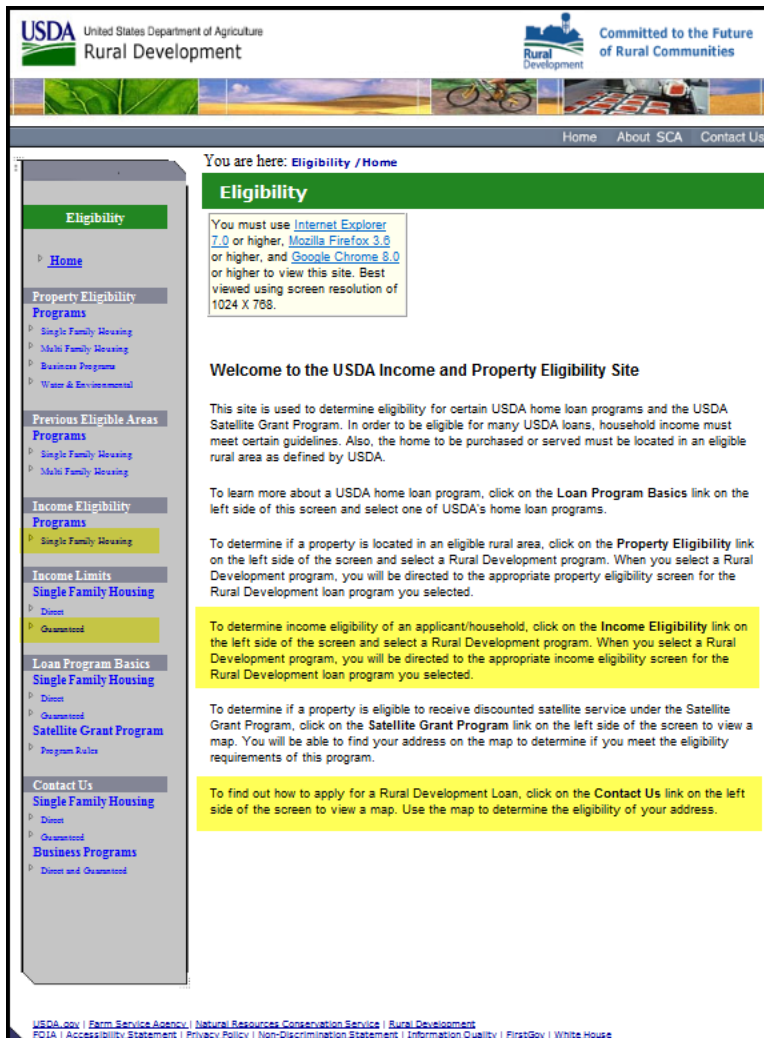 USDA United States Department of Agriculture
Rural Development
Rural
Development
Committed to the Future
of Rural Communities
Home About SCA Contact Us
You are here: Eligibility /Home
Eligibility
Eligibility
Home
Property Eligibility
Programs
Single Family Housing
Multi Family Housing
Business Programs
Water & Environmental
Previous Eligible Areas
Programs
Single Family Housing
Multi Family Housing
Income Eligibility
Programs
Single Family Housing
Income Limits
Single Family Housing
Direct
Guaranteed
Loan Program Basics
Single Family Housing
Direct
Guaranteed
Satellite Grant Program
Program Rules
Contact Us
Single Family Housing
Direct
Guaranteed
Business Programs
Direct and Guaranteed
You must use Internet Explorer
7.0 or higher, Mozilla Firefox 3.6
or higher, and Google Chrome 8.0
or higher to view this site. Best
viewed using screen resolution of
1024 X 768.
Welcome to the USDA Income and Property Eligibility Site
This site is used to determine eligibility for certain USDA home loan programs and the USDA
Satellite Grant Program. In order to be eligible for many USDA loans, household income must
meet certain guidelines. Also, the home to be purchased or served must be located in an eligible
rural area as defined by USDA.
To learn more about a USDA home loan program, click on the Loan Program Basics link on the
left side of this screen and select one of USDA's home loan programs.
To determine if a property is located in an eligible rural area, click on the Property Eligibility link
on the left side of the screen and select a Rural Development program. When you select a Rural
Development program, you will be directed to the appropriate property eligibility screen for the
Rural Development loan program you selected.
To determine income eligibility of an applicant/household, click on the Income Eligibility link on
the left side of the screen and select a Rural Development program. When you select a Rural
Development program, you will be directed to the appropriate income eligibility screen for the
Rural Development loan program you selected.
To determine if a property is eligible to receive discounted satellite service under the Satellite
Grant Program, click on the Satellite Grant Program link on the left side of the screen to view a
map. You will be able to find your address on the map to determine if you meet the eligibility
requirements of this program.
To find out how to apply for a Rural Development Loan, click on the Contact Us link on the left
side of the screen to view a map. Use the map to determine the eligibility of your address.
USDA.gov | Farm Service Agency | Natural Resources Conservation Service | Rural Development
FOIA | Accessibility Statement | Privacy Policy | Non-Discrimination Statement | Information Quality | FirstGov | White House